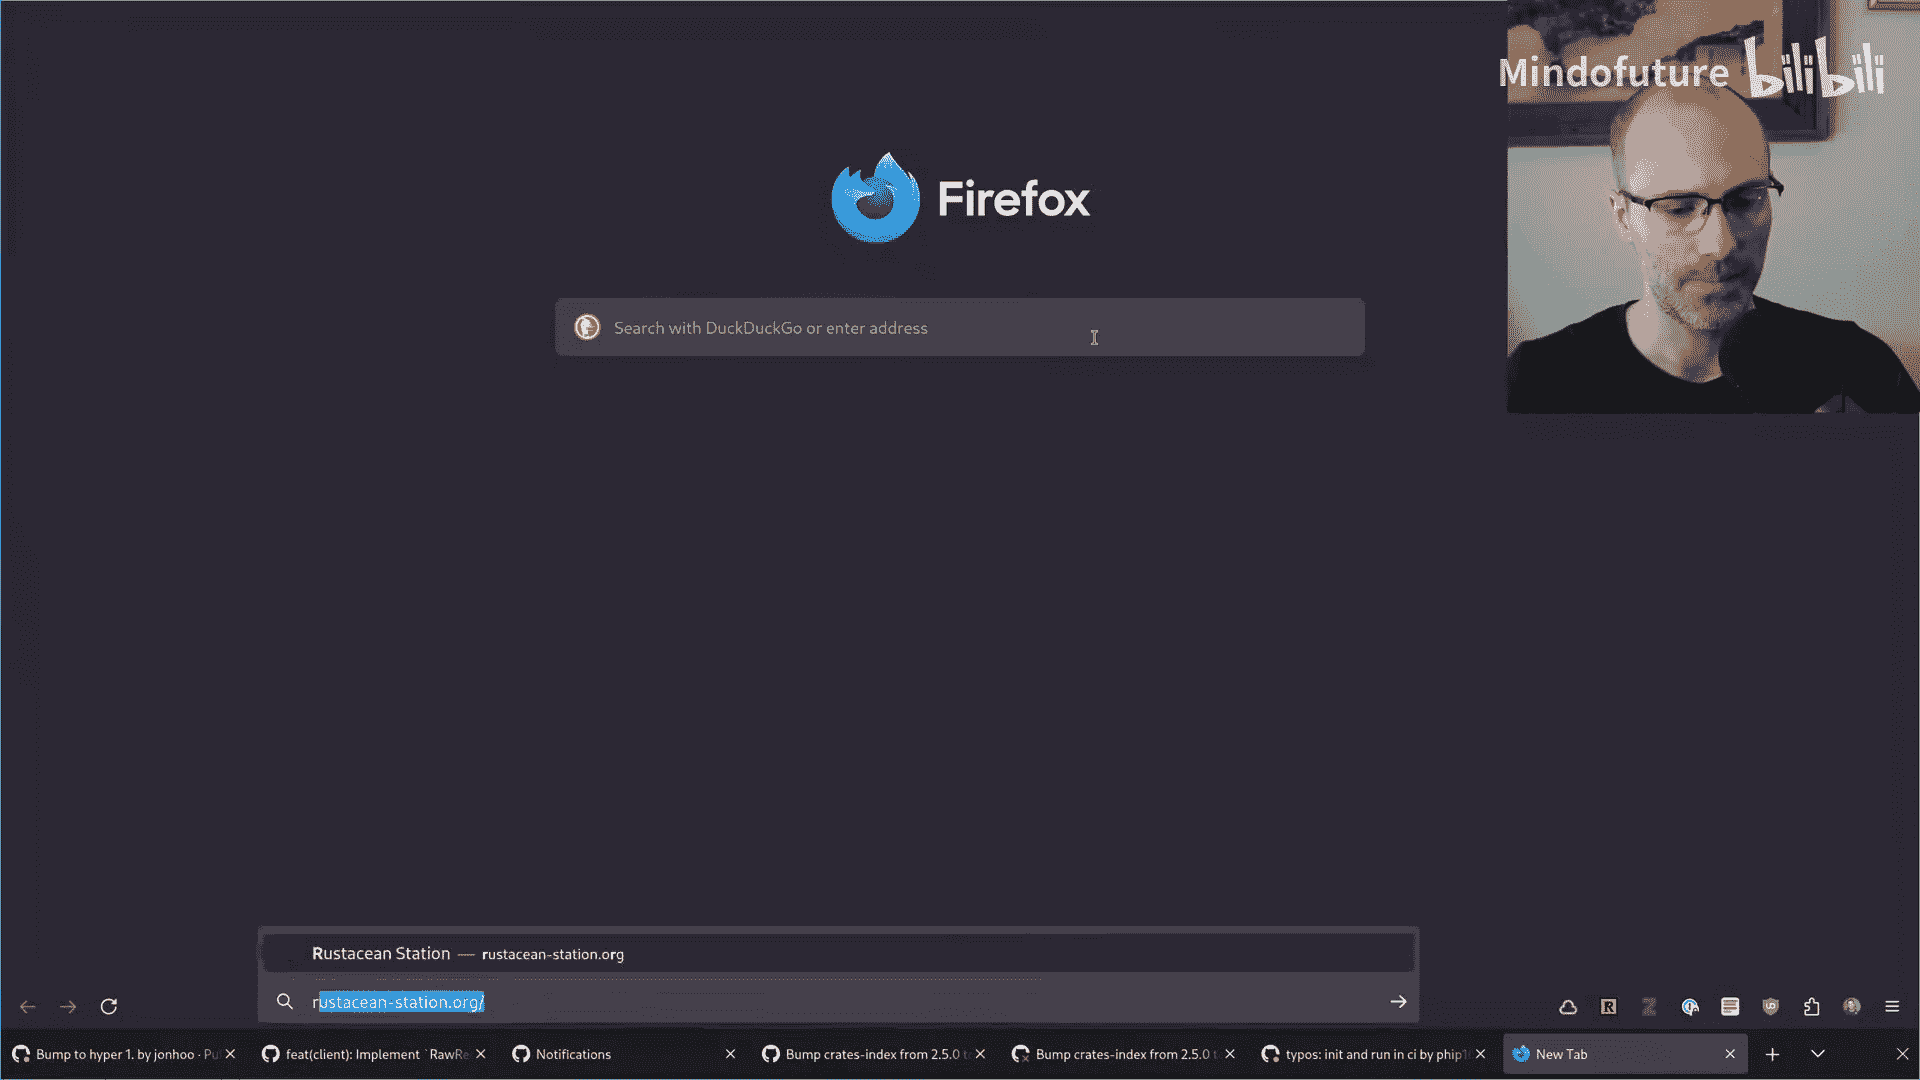 Mindofuture bilibili
Firefox
Search with DuckDuckGo or enter address
Rustacean Station — rustacean-station.org
rustacean-station.org/
Bump to hyper 1. by jonhoo · Pu
feat(client): Implement `RawRe
Notifications
Bump crates-index from 2.5.0 t
Bump crates-index from 2.5.0 t
typos: init and run in ci by phip1
New Tab